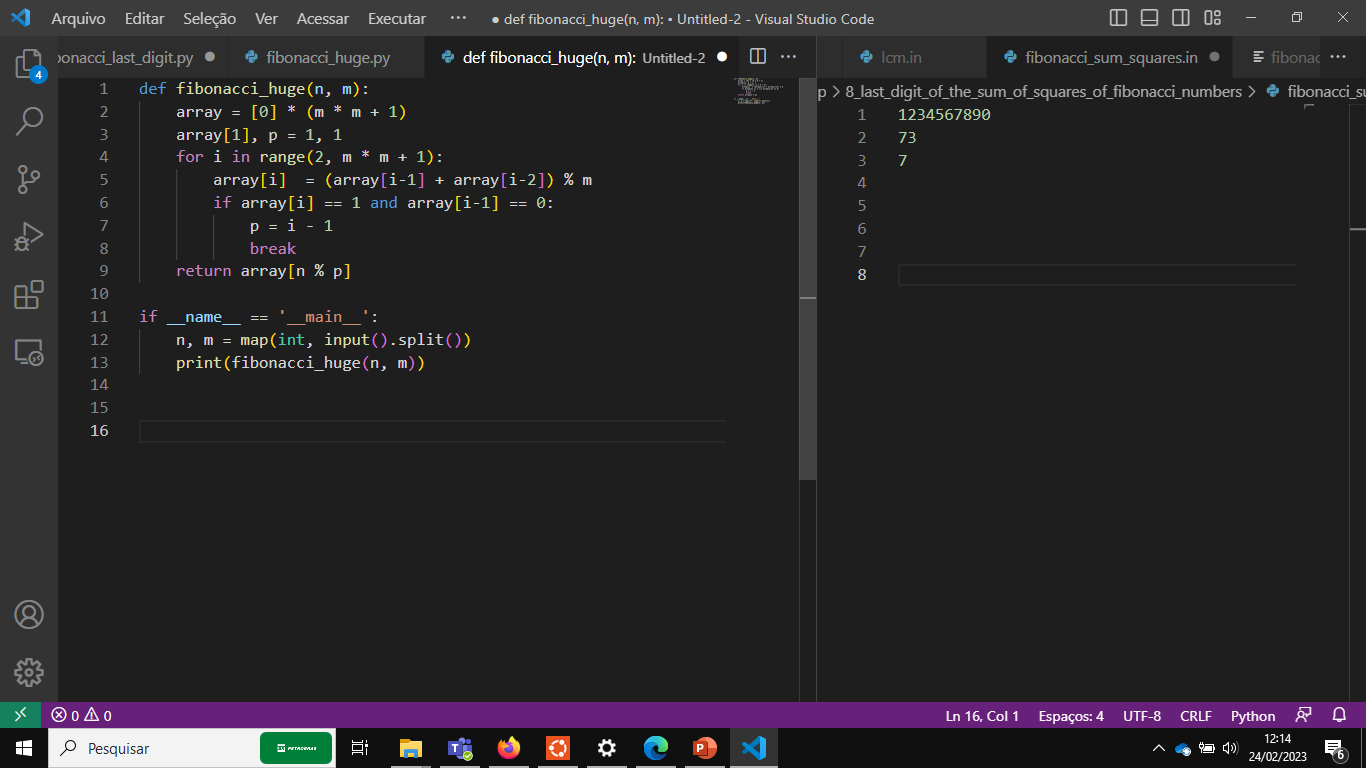 Arquivo Editar Seleção Ver Acessar Executar ··· ● def fibonacci_huge(n, m): • Untitled-2 - Visual Studio Code
onacci_last_digit.py ● fibonacci_huge.py def fibonacci_huge(n, m): Untitled-2 ● ··· lcm.in fibonacci_sum_squares.in ● fibonac ···
4
p > 8_last_digit_of_the_sum_of_squares_of_fibonacci_numbers > fibonacci_su
1 def fibonacci_huge(n, m):
2 array = [0] * (m * m + 1)
3 array[1], p = 1, 1
4 for i in range(2, m * m + 1):
5 array[i]  = (array[i-1] + array[i-2]) % m
6 if array[i] == 1 and array[i-1] == 0:
7 p = i - 1
8 break
9 return array[n % p]
10
11 if __name__ == '__main__':
12 n, m = map(int, input().split())
13 print(fibonacci_huge(n, m))
14
15
16
1 1234567890
2 73
3 7
4
5
6
7
8
0 0 Ln 16, Col 1 Espaços: 4 UTF-8 CRLF Python
Pesquisar PETROBRAS 12:14
24/02/2023 6